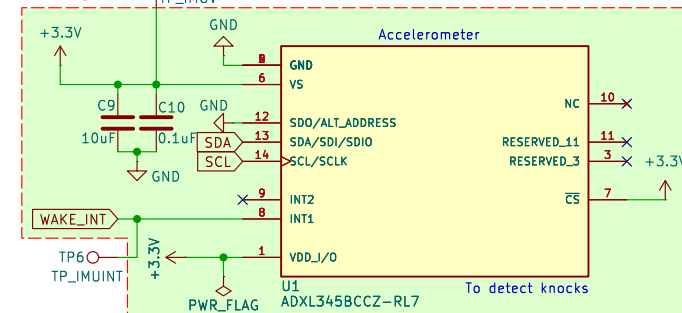 TP_IMUV
GND
Accelerometer
+3.3V
GND
VS
6
C9
C10
10uF
0.1uF
GND
12
SDO/ALT_ADDRESS
SDA
13
SDA/SDI/SDIO
SCL
14
SCL/SCLK
GND
NC
10
RESERVED_11
11
RESERVED_3
3
+3.3V
9
INT2
WAKE_INT
8
INT1
CS
7
TP6
TP_IMUINT
+3.3V
1
VDD_I/O
PWR_FLAG
U1
ADXL345BCCZ-RL7
To detect knocks